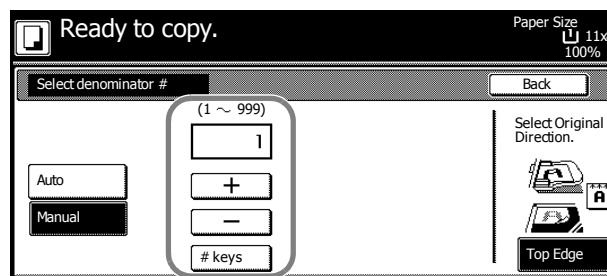 Ready to copy.
Paper Size
11x
100%
Select denominator #
Back
(1 ~ 999)
1
Auto
+
Manual
−
# keys
Select Original
Direction.
A
Top Edge